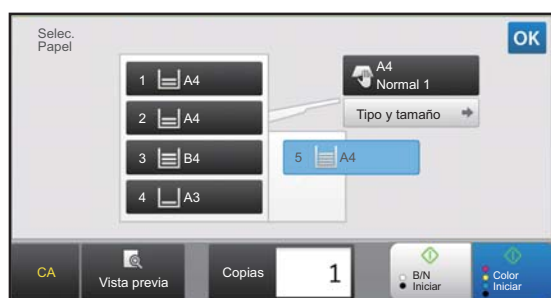 Selec.
Papel
OK
1 A4
2 A4
3 B4
4 A3
5 A4
A4
Normal 1
Tipo y tamaño
CA
Vista previa
Copias
1
B/N
Iniciar
Color
Iniciar